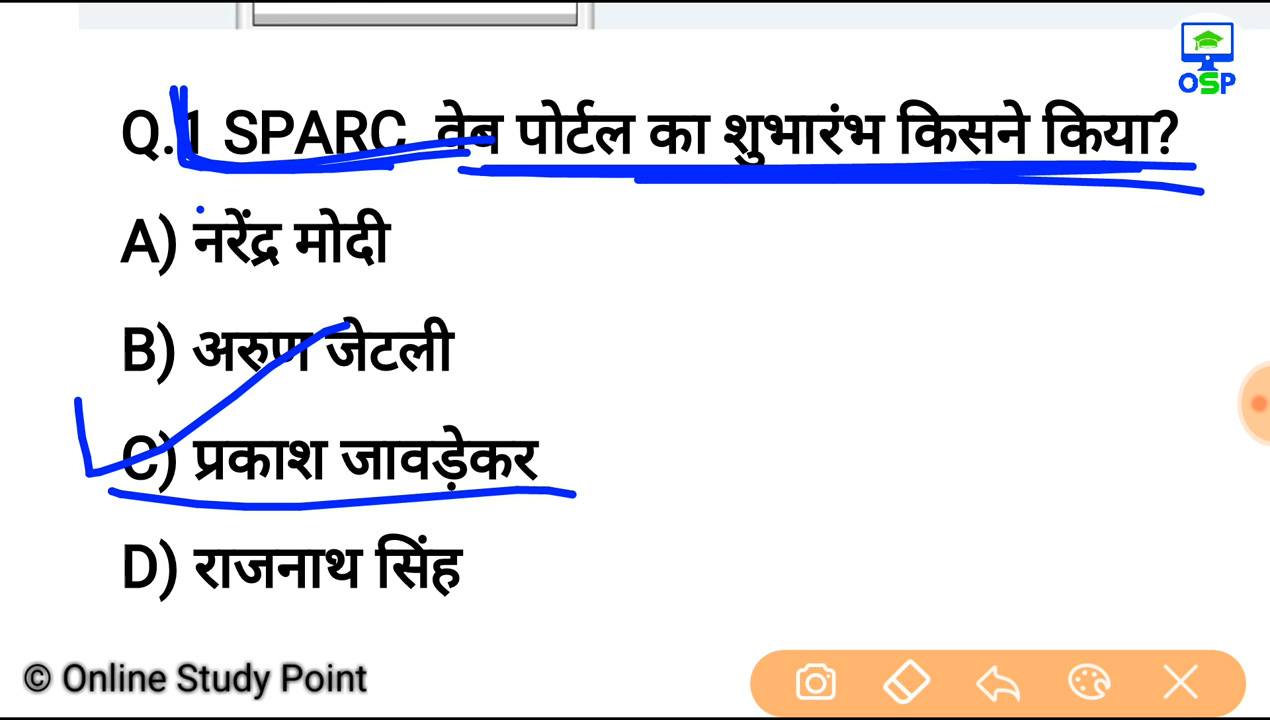 OSP
Q.1 SPARC वेब पोर्टल का शुभारंभ किसने किया?
A) नरेंद्र मोदी
B) अरुण जेटली
C) प्रकाश जावड़ेकर
D) राजनाथ सिंह
© Online Study Point